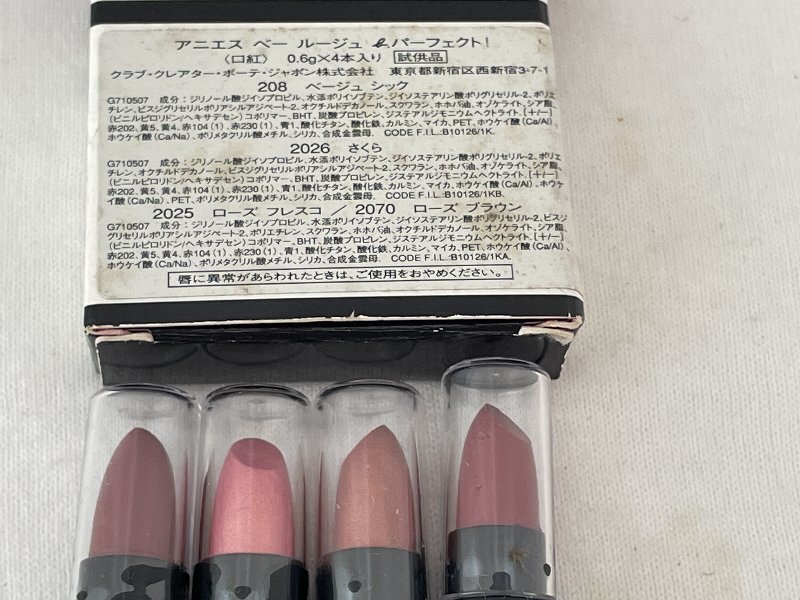 アニエス ベー ルージュ b.パーフェクト!
〈口紅〉 0.6g×4本入り 試供品
クラブ・クレアター・ボーテ・ジャポン株式会社 東京都新宿区西新宿3-7-1
208 ベージュ シック
G710507 成分:ジリノール酸ジイソプロピル、水添ポリイソブテン、ジイソステアリン酸ポリグリセリル-2、ポリエ
チレン、ビスジグリセリルポリアシルアジペート-2、オクチルドデカノール、スクワラン、ホホバ油、オゾケライト、シア脂、
(ビニルピロリドン/ヘキサデセン)コポリマー、BHT、炭酸プロピレン、ジステアルジモニウムヘクトライト、[+/-]
赤202、黄5、黄4、赤104(1)、赤230(1)、青1、酸化チタン、酸化鉄、カルミン、マイカ、PET、ホウケイ酸(Ca/Al)、
ホウケイ酸(Ca/Na)、ポリメタクリル酸メチル、シリカ、合成金雲母. CODE F.I.L.:B10126/1K.
2026 さくら
G710507 成分:ジリノール酸ジイソプロピル、水添ポリイソブテン、ジイソステアリン酸ポリグリセリル-2、ポリエ
チレン、オクチルドデカノール、ビスジグリセリルポリアシルアジペート-2、スクワラン、ホホバ油、オゾケライト、シア脂、
(ビニルピロリドン/ヘキサデセン)コポリマー、BHT、炭酸プロピレン、ジステアルジモニウムヘクトライト、[+/-]
赤202、黄5、黄4、赤104(1)、赤230(1)、青1、酸化チタン、酸化鉄、カルミン、マイカ、ホウケイ酸(Ca/Al)、ホウケ
イ酸(Ca/Na)、PET、ポリメタクリル酸メチル、シリカ、合成金雲母. CODE F.I.L.:B10126/1KB.
2025 ローズ フレスコ / 2070 ローズ ブラウン
G710507 成分:ジリノール酸ジイソプロピル、水添ポリイソブテン、ジイソステアリン酸ポリグリセリル-2、ビスジ
グリセリルポリアシルアジペート-2、ポリエチレン、スクワラン、ホホバ油、オクチルドデカノール、オゾケライト、シア脂、
(ビニルピロリドン/ヘキサデセン)コポリマー、BHT、炭酸プロピレン、ジステアルジモニウムヘクトライト、[+/-]
赤202、黄5、黄4、赤104(1)、赤230(1)、青1、酸化チタン、酸化鉄、カルミン、マイカ、PET、ホウケイ酸(Ca/Al)、
ホウケイ酸(Ca/Na)、ポリメタクリル酸メチル、シリカ、合成金雲母. CODE F.I.L.:B10126/1KA.
唇に異常があらわれたときは、ご使用をおやめください。